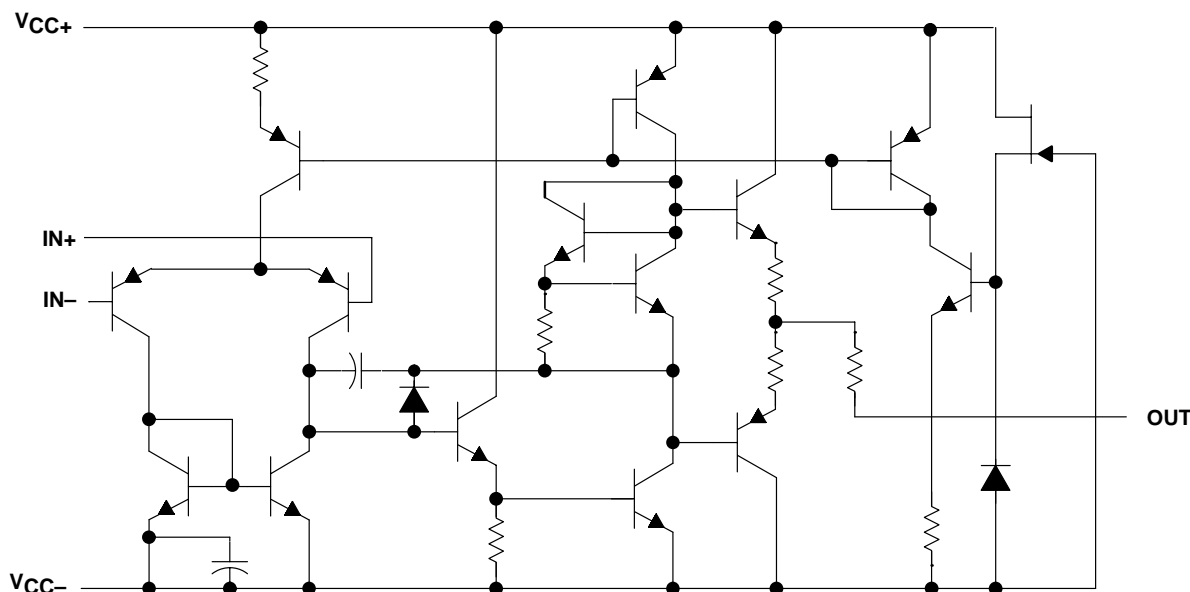 VCC+
IN+
IN–
OUT
VCC–